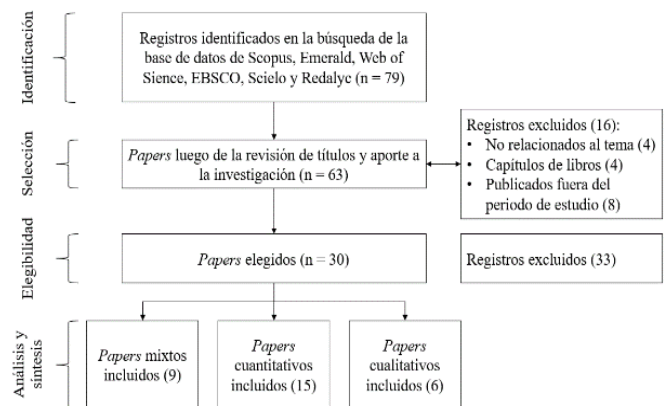 Identificación
Registros identificados en la búsqueda de la
base de datos de Scopus, Emerald, Web of
Sience, EBSCO, Scielo y Redalyc (n = 79)
Selección
Papers luego de la revisión de títulos y aporte a
la investigación (n = 63)
Registros excluidos (16):
• No relacionados al tema (4)
• Capítulos de libros (4)
• Publicados fuera del
periodo de estudio (8)
Elegibilidad
Papers elegidos (n = 30)
Registros excluidos (33)
Análisis y
síntesis
Papers mixtos
incluidos (9)
Papers
cuantitativos
incluidos (15)
Papers
cualitativos
incluidos (6)